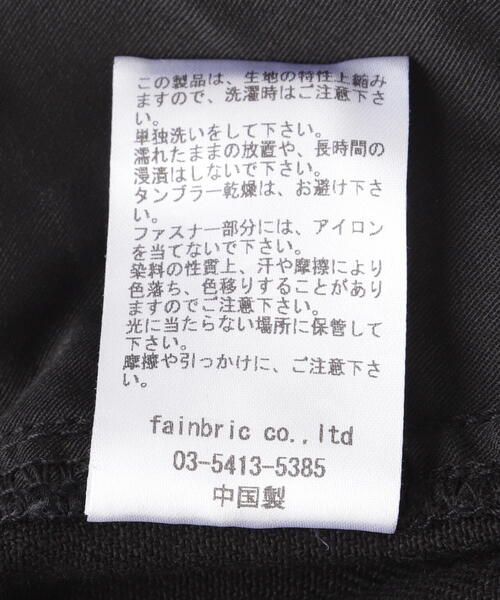 この製品は、生地の特性上縮み
ますので、洗濯時はご注意下さ
い。
単独洗いをして下さい。
濡れたままの放置や、長時間の
浸漬はしないで下さい。
タンブラー乾燥は、お避け下さ
い。
ファスナー部分には、アイロン
を当てないで下さい。
染料の性質上、汗や摩擦により
色落ち、色移りすることがあり
ますのでご注意下さい。
光に当たらない場所に保管して
下さい。
摩擦や引っかけに、ご注意下さ
い。
fainbric co.,ltd
03-5413-5385
中国製